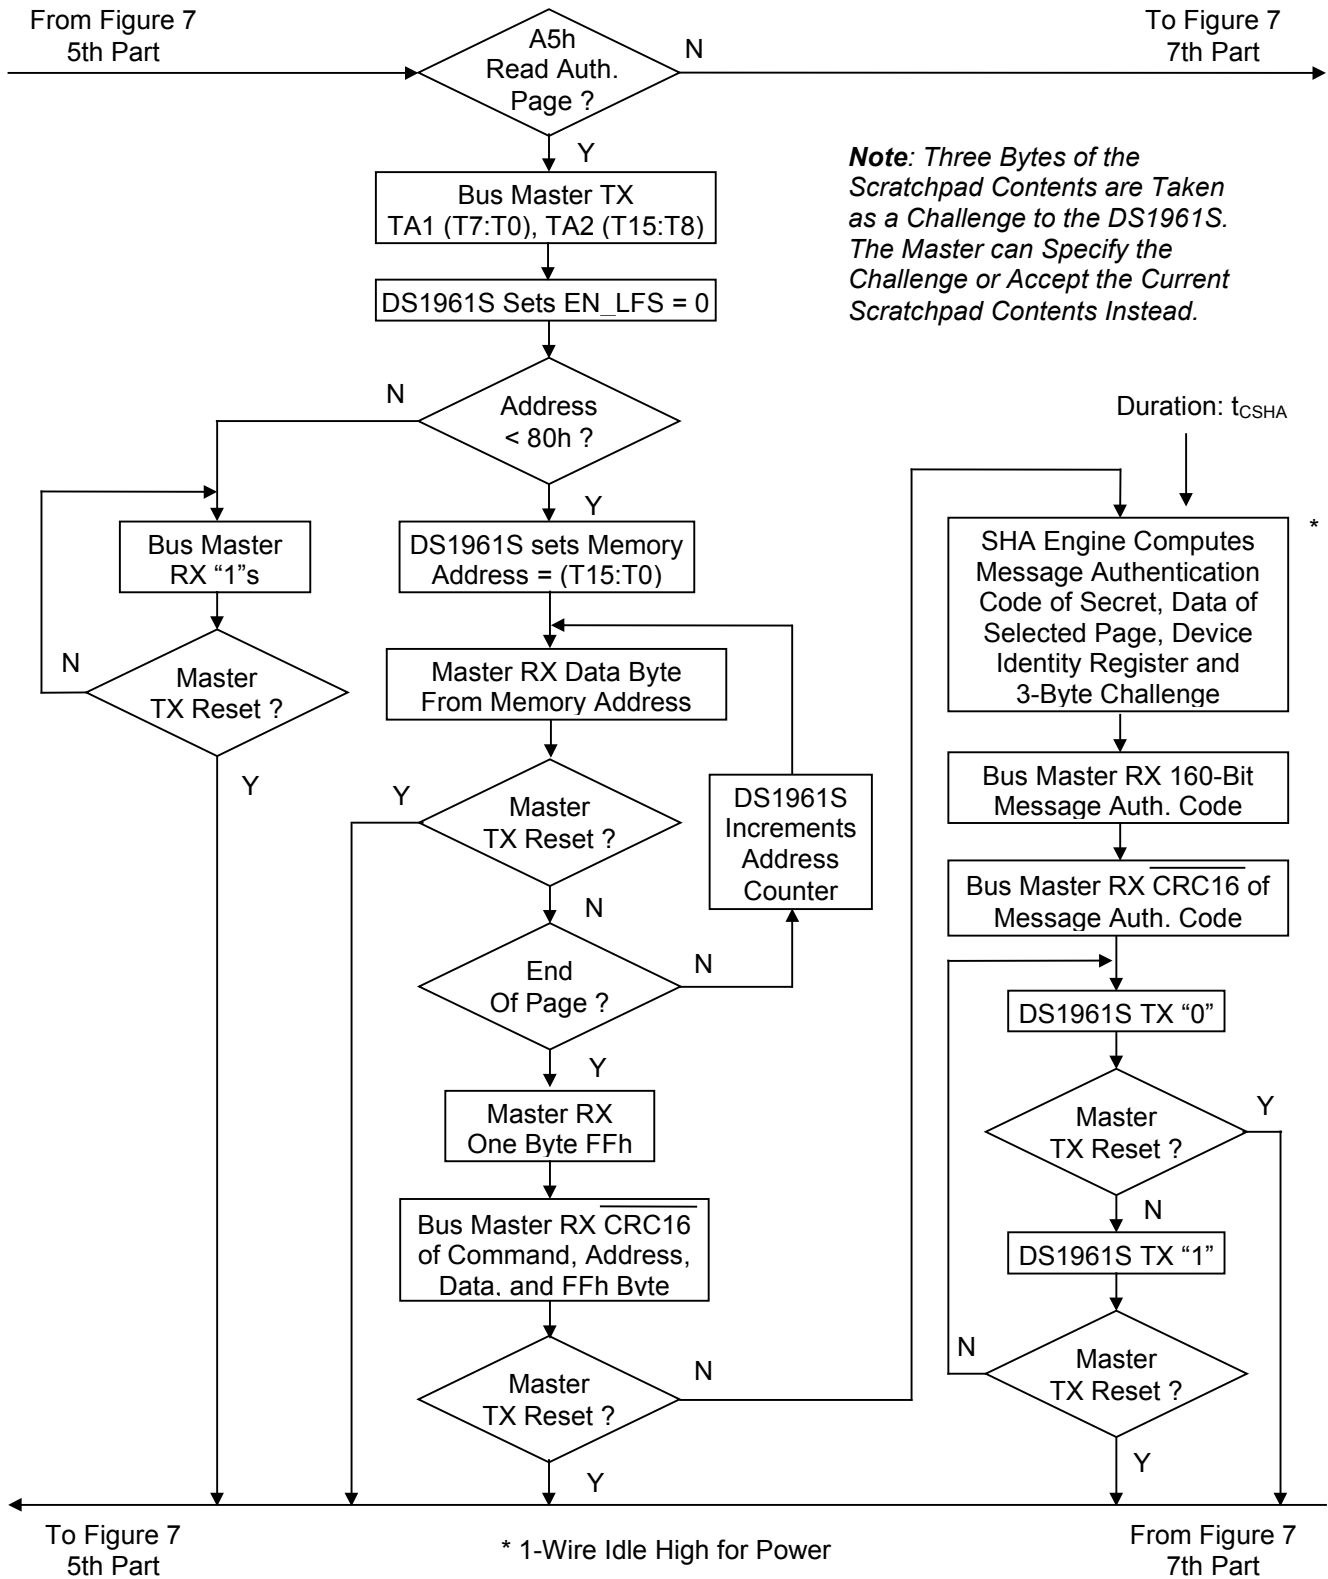 From Figure 7
5th Part
To Figure 7
7th Part
A5h
Read Auth.
Page ?
N
Y
Note: Three Bytes of the
Scratchpad Contents are Taken
as a Challenge to the DS1961S.
The Master can Specify the
Challenge or Accept the Current
Scratchpad Contents Instead.
Bus Master TX
TA1 (T7:T0), TA2 (T15:T8)
DS1961S Sets EN_LFS = 0
Address
< 80h ?
N
Y
Bus Master
RX “1”s
Master
TX Reset ?
N
Y
DS1961S sets Memory
Address = (T15:T0)
Master RX Data Byte
From Memory Address
Master
TX Reset ?
Y
N
DS1961S
Increments
Address
Counter
End
Of Page ?
N
Y
Master RX
One Byte FFh
Bus Master RX CRC16
of Command, Address,
Data, and FFh Byte
Master
TX Reset ?
N
Y
Duration: tCSHA
*
SHA Engine Computes
Message Authentication
Code of Secret, Data of
Selected Page, Device
Identity Register and
3-Byte Challenge
Bus Master RX 160-Bit
Message Auth. Code
Bus Master RX CRC16 of
Message Auth. Code
DS1961S TX “0”
Master
TX Reset ?
Y
N
DS1961S TX “1”
Master
TX Reset ?
N
Y
To Figure 7
5th Part
* 1-Wire Idle High for Power
From Figure 7
7th Part